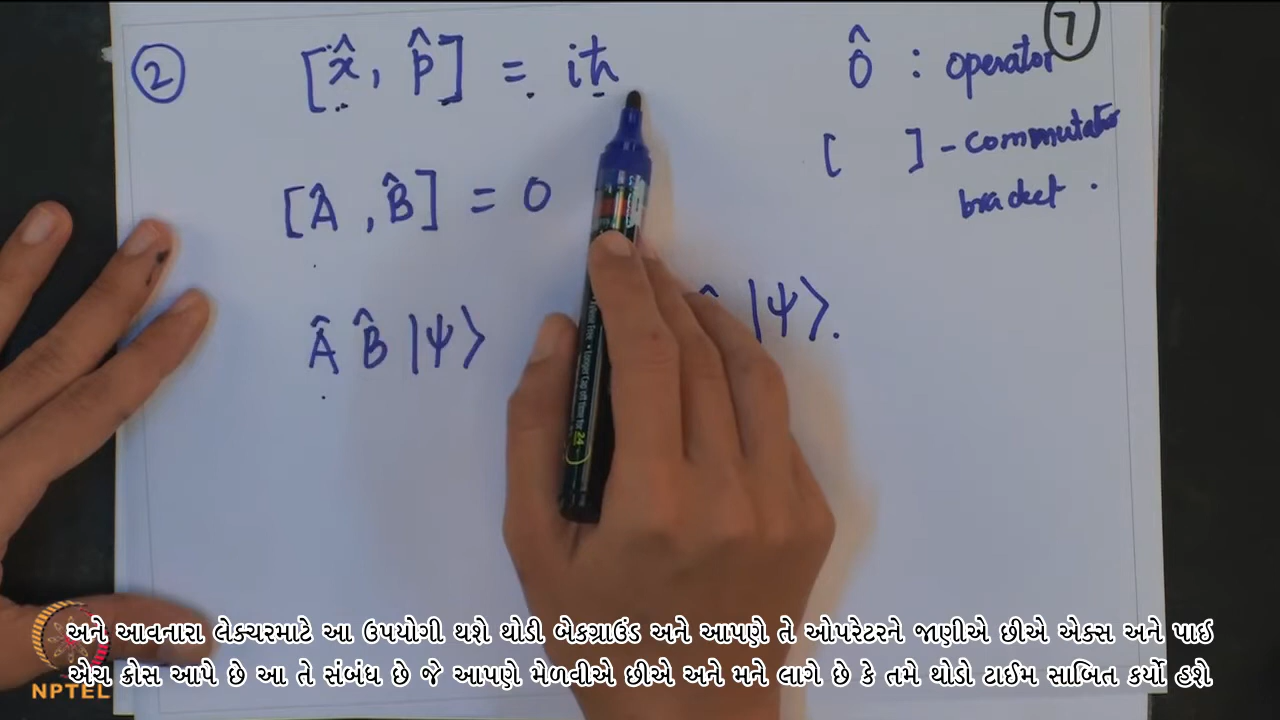 ② [x̂, p̂] = iħ
Ô : operator
7
[ ] - commutator
bracket .
[Â , B̂] = 0
 B̂ |ψ⟩ |ψ⟩.
24
અને આવનારા લેક્ચરમાટે આ ઉપયોગી થશે થોડી બેકગ્રાઉંડ અને આપણે તે ઓપરેટરને જાણીએ છીએ એક્સ અને પાઇ
એચ ક્રોસ આપે છે આ તે સંબંધ છે જે આપણે મેળવીએ છીએ અને મને લાગે છે કે તમે થોડો ટાઈમ સાબિત કર્યો હશે
NPTEL